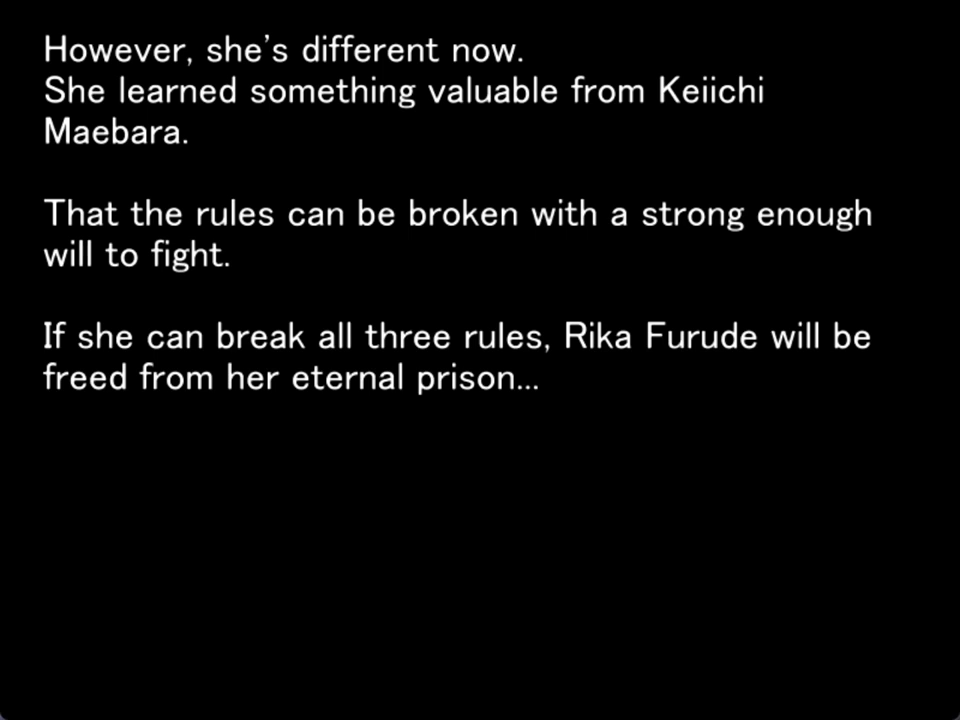 However, she's different now.
She learned something valuable from Keiichi
Maebara.
That the rules can be broken with a strong enough
will to fight.
If she can break all three rules, Rika Furude will be
freed from her eternal prison...